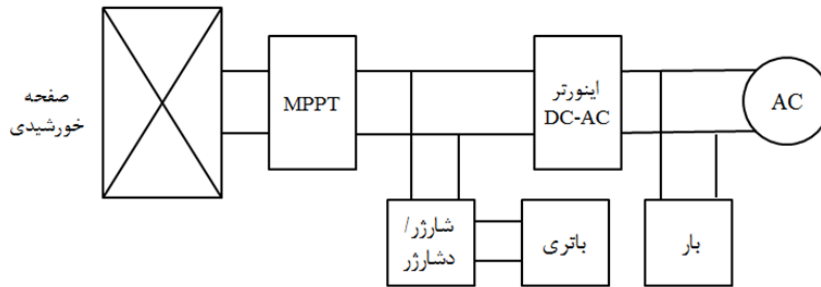 صفحه
خورشیدی
MPPT
اینورتر
DC-AC
AC
شارژر/
دشارژر
باتری
بار